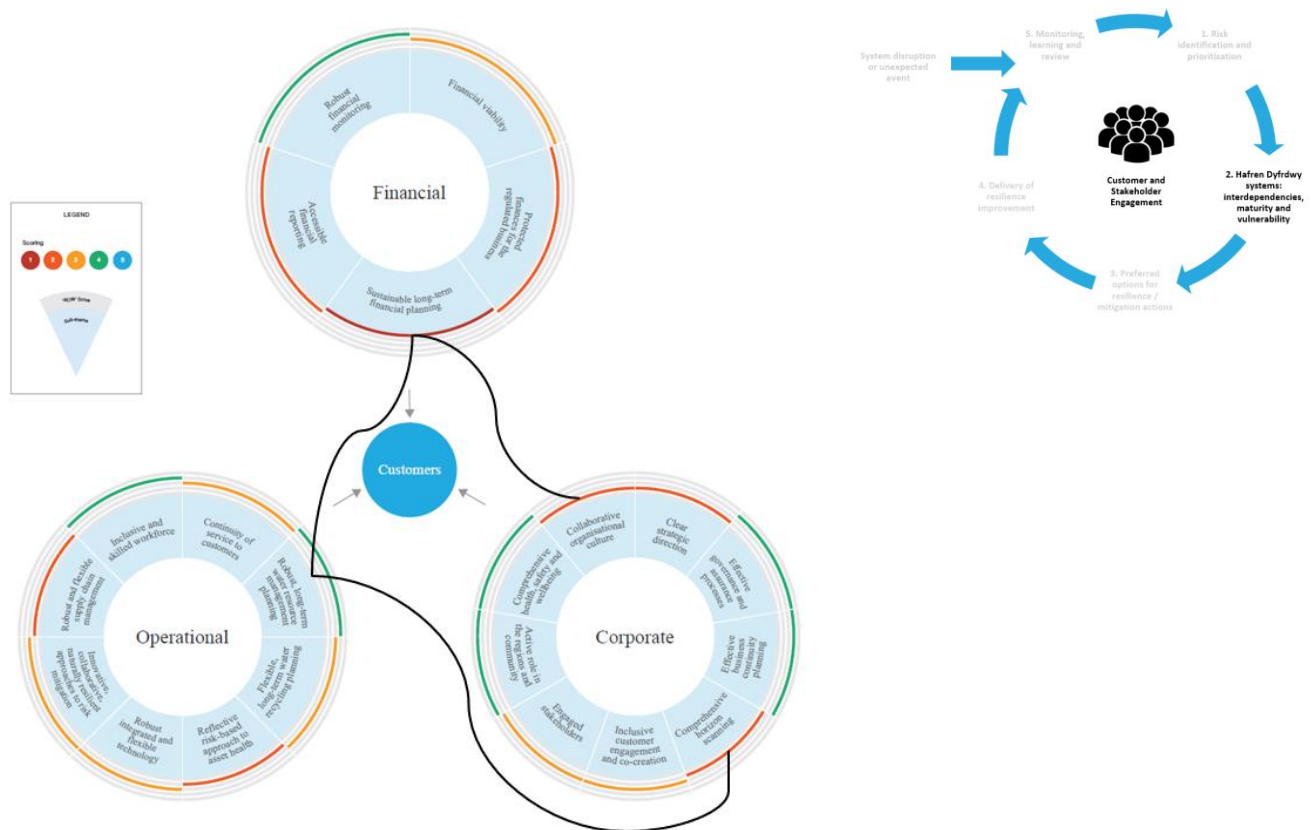 LEGEND
Scoring
1
2
3
4
5
Sub-theme
Robust
financial
monitoring
Financial viability
Accessible
financial
reporting
Financial
Protected
finances for the
regulated business
Sustainable long-term
financial planning
Customers
Inclusive and
skilled workforce
Continuity of
service to
customers
Robust and flexible
supply chain
management
Robust, long-term
water resource
management
planning
Operational
Innovative,
collaborative,
naturally resilient
approaches to risk
mitigation
Flexible,
long-term water
recycling planning
Robust
integrated and
flexible
technology
Reflective
risk-based
approach to
asset health
Collaborative
organisational
culture
Clear
strategic
direction
Comprehensive
health, safety and
wellbeing
Effective
governance and
assurance
processes
Corporate
Active role in
the regions and
community
Effective
business
continuity
planning
Engaged
stakeholders
Inclusive
customer
engagement
and co-creation
Comprehensive
horizon
scanning
System disruption
or unexpected
event
5. Monitoring,
learning and
review
1. Risk
identification and
prioritisation
Customer and
Stakeholder
Engagement
4. Delivery of
resilience
improvement
2. Hafren Dyfrdwy
systems:
interdependencies,
maturity and
vulnerability
3. Preferred
options for
resilience /
mitigation actions